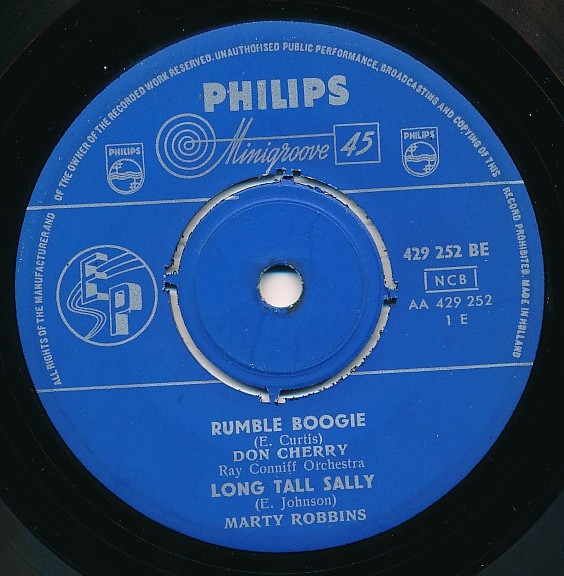 ALL RIGHTS OF THE MANUFACTURER AND OF THE OWNER OF THE RECORDED WORK RESERVED. UNAUTHORISED PUBLIC PERFORMANCE, BROADCASTING AND COPYING OF THIS RECORD PROHIBITED. MADE IN HOLLAND
PHILIPS
Minigroove 45
PHILIPS
PHILIPS
EP
429 252 BE
NCB
AA 429 252
1 E
RUMBLE BOOGIE
(E. Curtis)
DON CHERRY
Ray Conniff Orchestra
LONG TALL SALLY
(E. Johnson)
MARTY ROBBINS